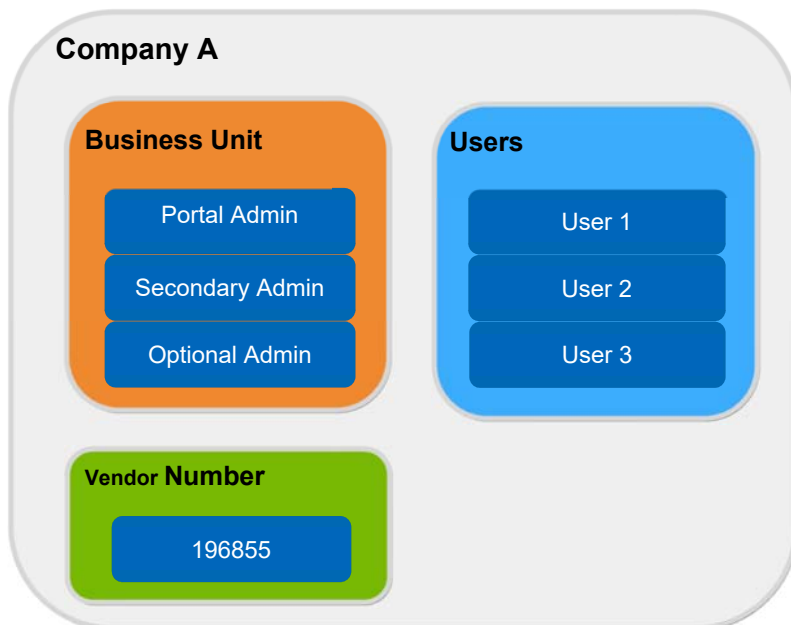 Company A
Business Unit
Portal Admin
Secondary Admin
Optional Admin
Users
User 1
User 2
User 3
Vendor Number
196855